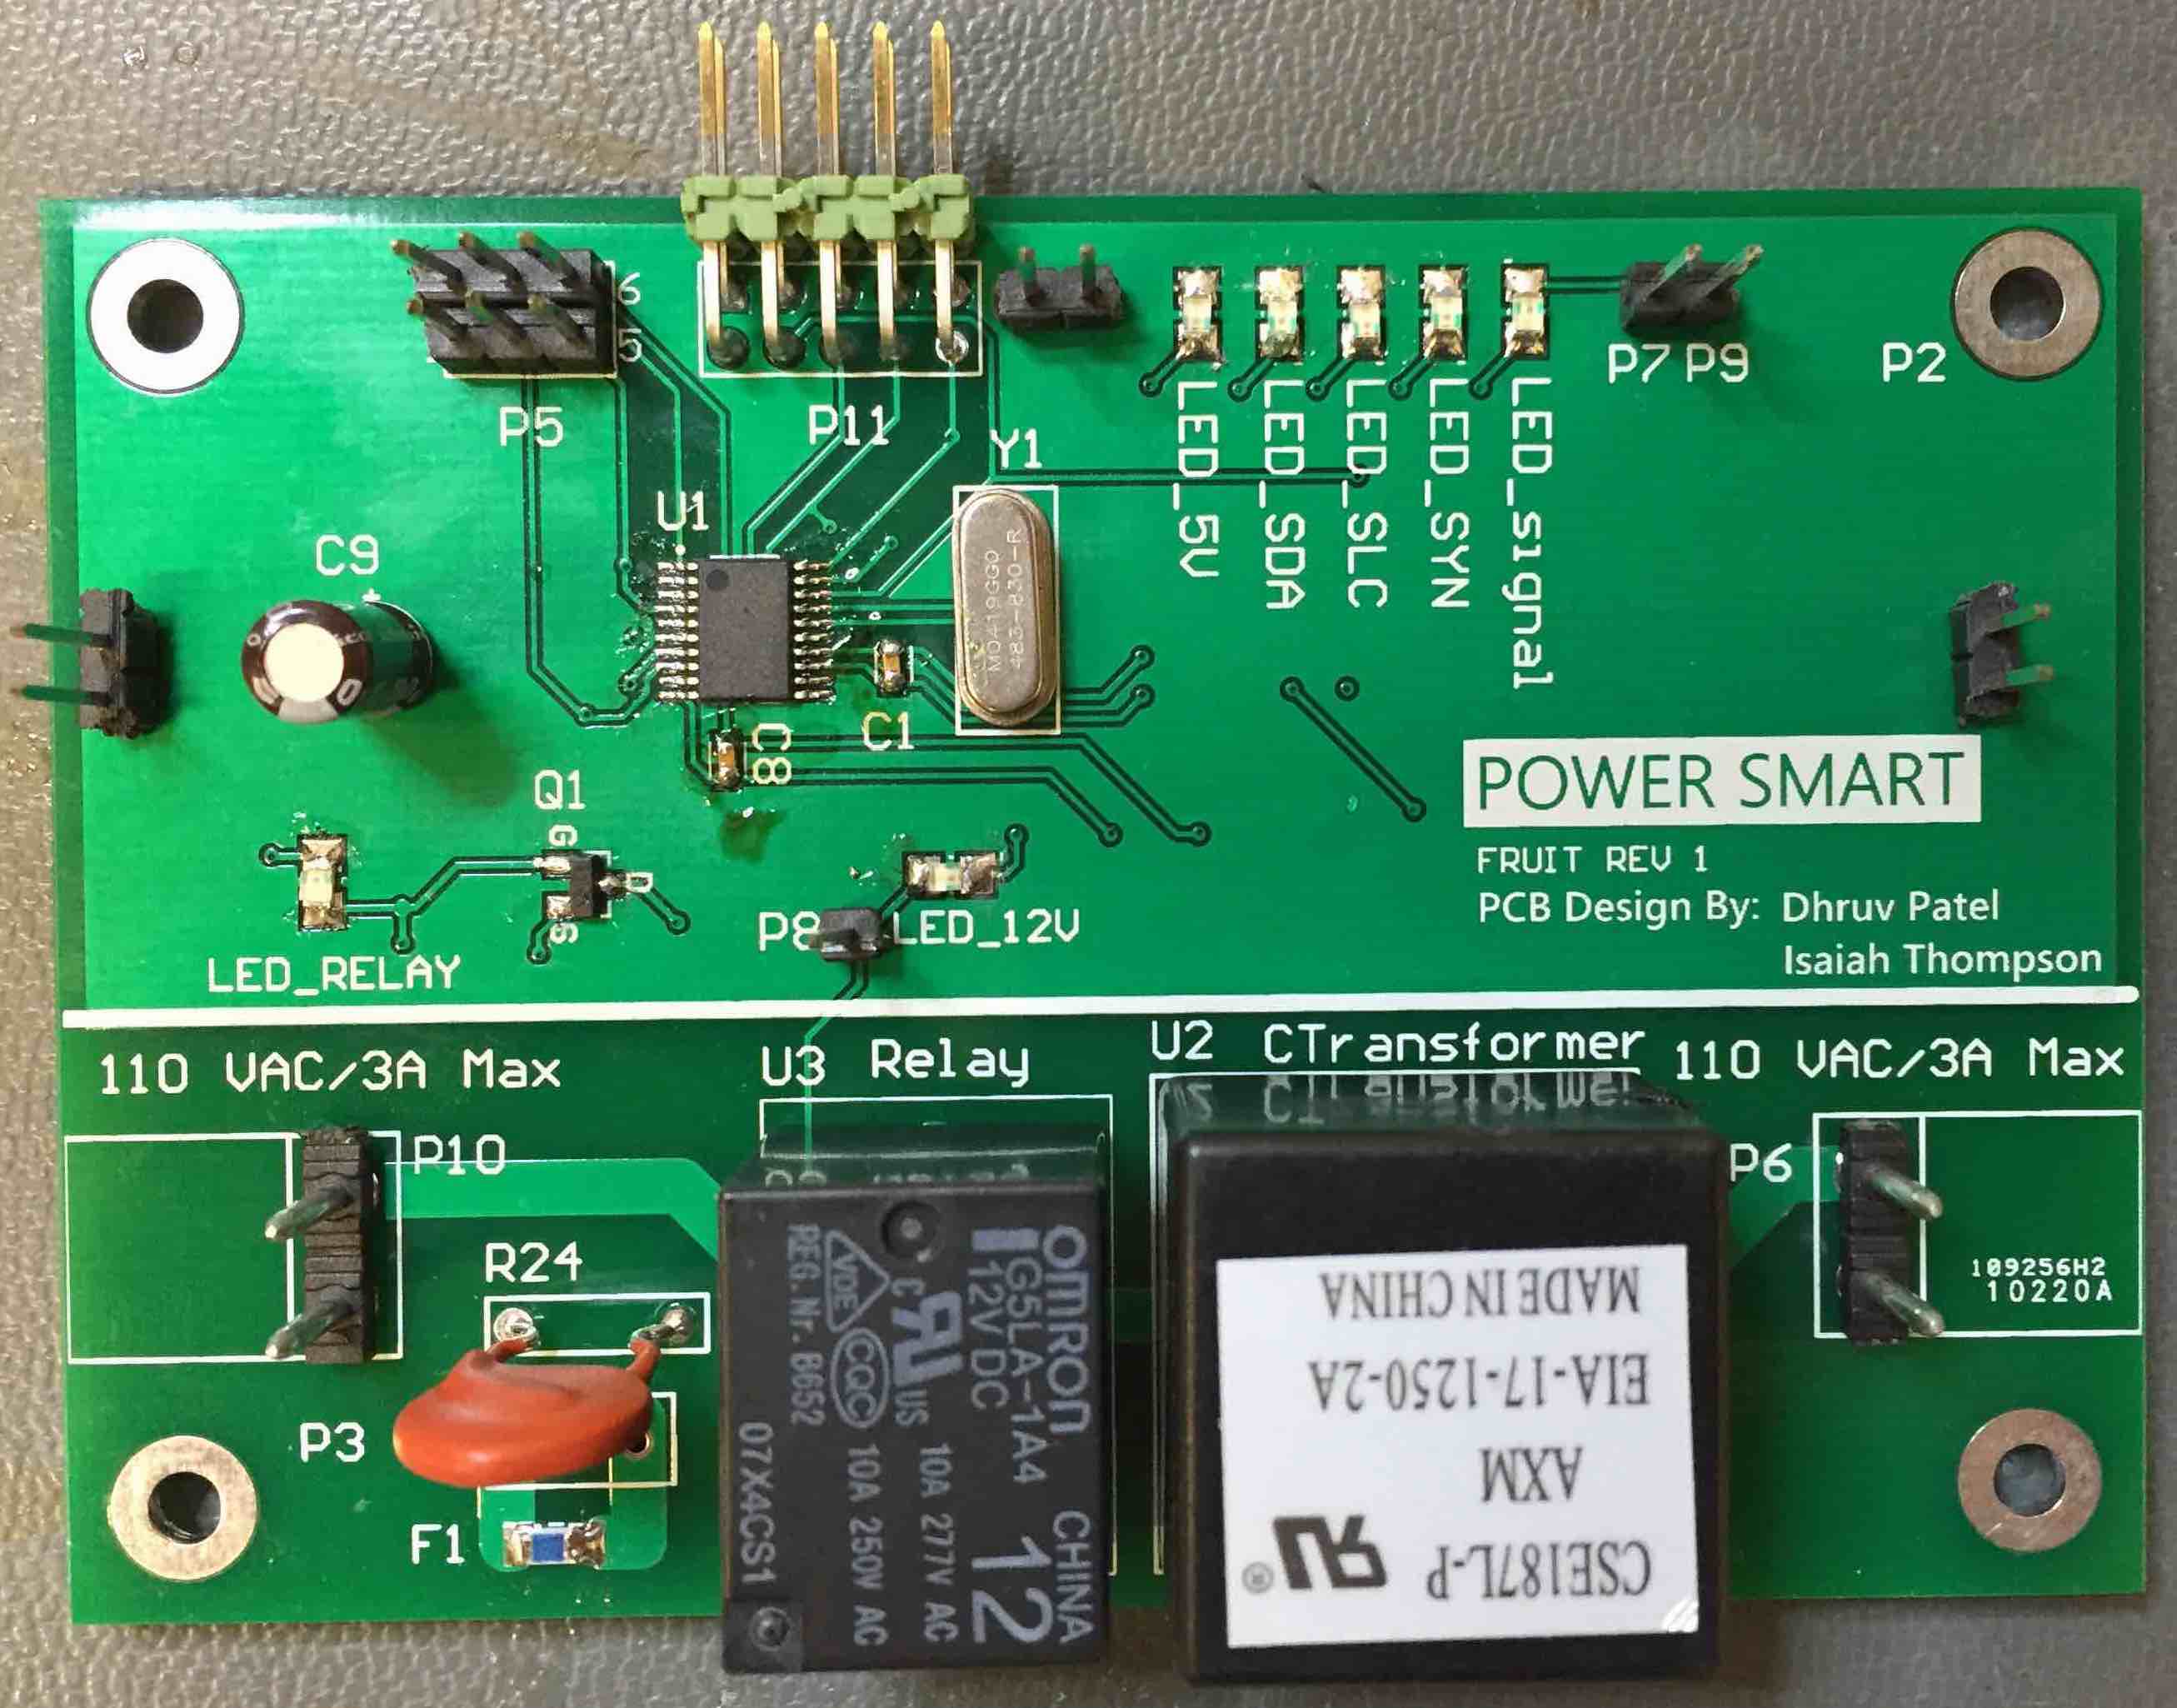 6
5
P5
P11
Y1
LED_5V
LED_SDA
LED_SLC
LED_SYN
LED_signal
P7 P9
P2
U1
C9
+
C1
C8
Q1
G
D
S
LED_RELAY
P8
LED_12V
POWER SMART
FRUIT REV 1
PCB Design By: Dhruv Patel
Isaiah Thompson
110 VAC/3A Max
U3 Relay
U2 CTransformer
110 VAC/3A Max
P10
P6
R24
P3
F1
109256H2
10220A
OMRON CHINA
G5LA-1A4
12VDC
12
C US 10A 277V AC
VDE CQC 10A 250V AC
REG.Nr. B652
07X4CS1
CSE187L-P
AXM
EIA-17-1250-2A
MADE IN CHINA